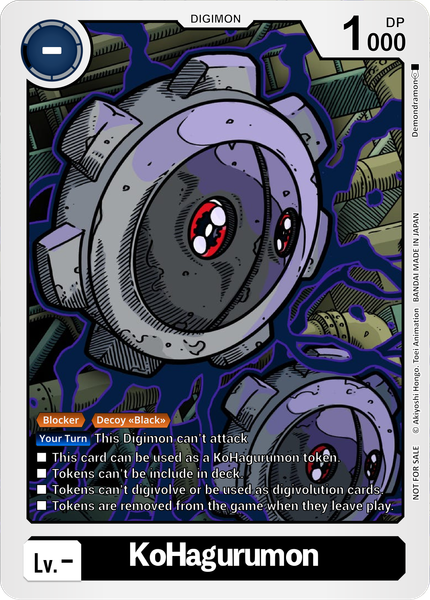 DIGIMON
-
1000
DP
Demondramon
Blocker Decoy «Black»
Your Turn This Digimon can't attack
This card can be used as a KoHagurumon token.
Tokens can't be include in deck.
Tokens can't digivolve or be used as digivolution cards.
Tokens are removed from the game when they leave play.
NOT FOR SALE © Akiyoshi Hongo, Toei Animation BANDAI MADE IN JAPAN
Lv.-
KoHagurumon